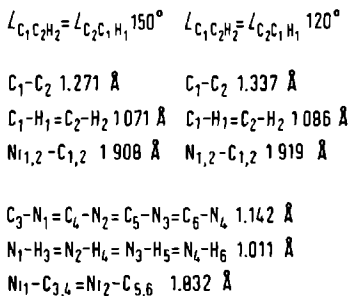 ∠C₁C₂H₂=∠C₂C₁H₁ 150° ∠C₁C₂H₂=∠C₂C₁H₁ 120°
C₁-C₂ 1.271 Å C₁-C₂ 1.337 Å
C₁-H₁=C₂-H₂ 1 071 Å C₁-H₁=C₂-H₂ 1 086 Å
Ni₁,₂-C₁,₂ 1 908 Å Ni₁,₂-C₁,₂ 1 919 Å
C₃-N₁=C₄-N₂=C₅-N₃=C₆-N₄ 1.142 Å
N₁-H₃=N₂-H₄=N₃-H₅=N₄-H₆ 1.011 Å
Ni₁-C₃,₄=Ni₂-C₅,₆ 1.832 Å